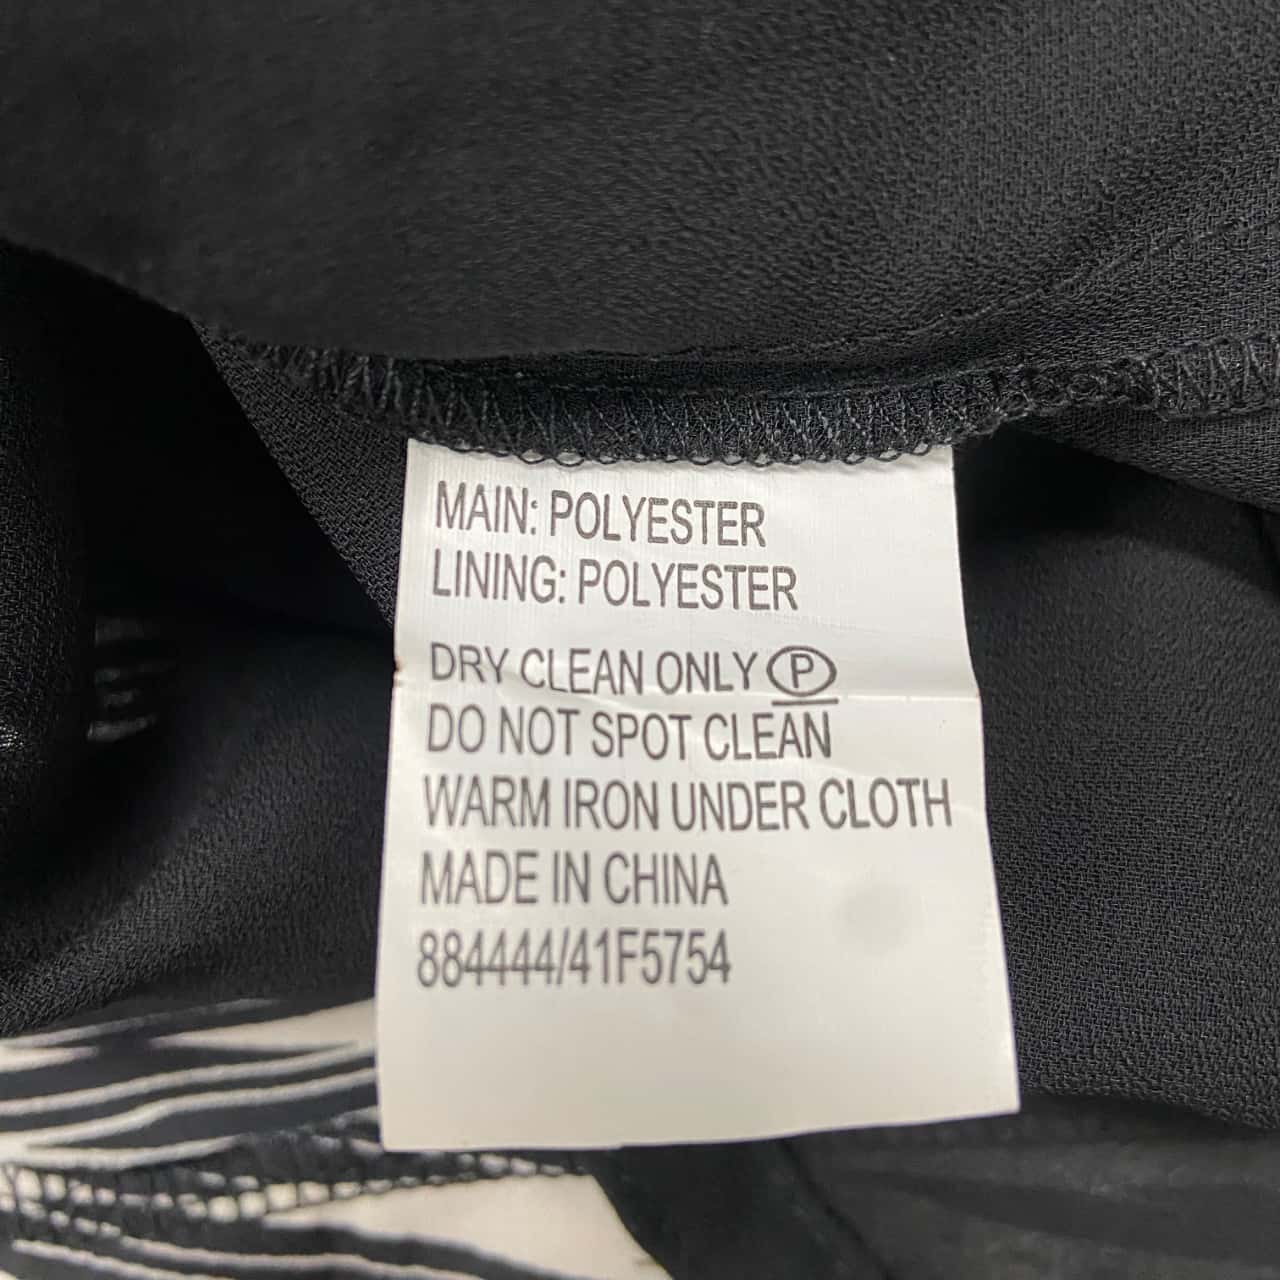 MAIN: POLYESTER
LINING: POLYESTER
DRY CLEAN ONLY Ⓟ
DO NOT SPOT CLEAN
WARM IRON UNDER CLOTH
MADE IN CHINA
884444/41F5754